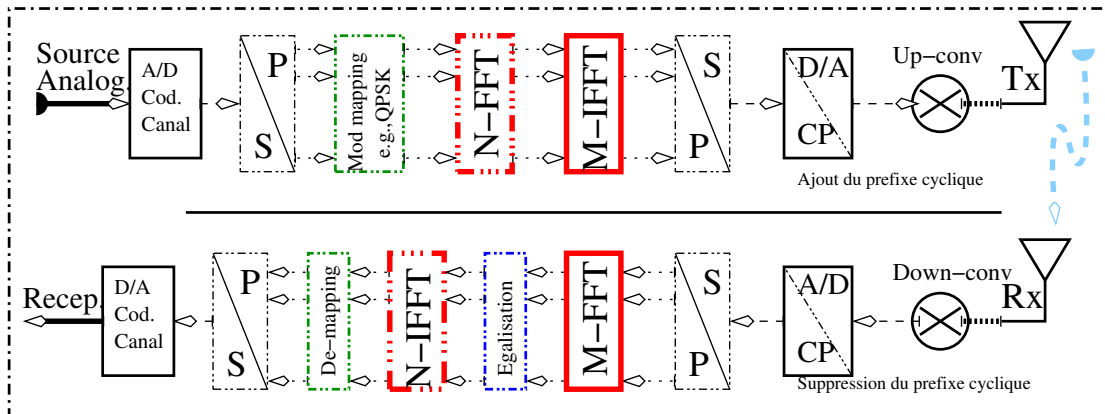 Source
Analog.
A/D
Cod.
Canal
P
S
Mod mapping
e.g.,QPSK
N-FFT
M-IFFT
S
P
D/A
CP
Up-conv
Tx
Ajout du prefixe cyclique
Recep.
D/A
Cod.
Canal
P
S
De-mapping
N-IFFT
Egalisation
M-FFT
S
P
A/D
CP
Down-conv
Rx
Suppression du prefixe cyclique